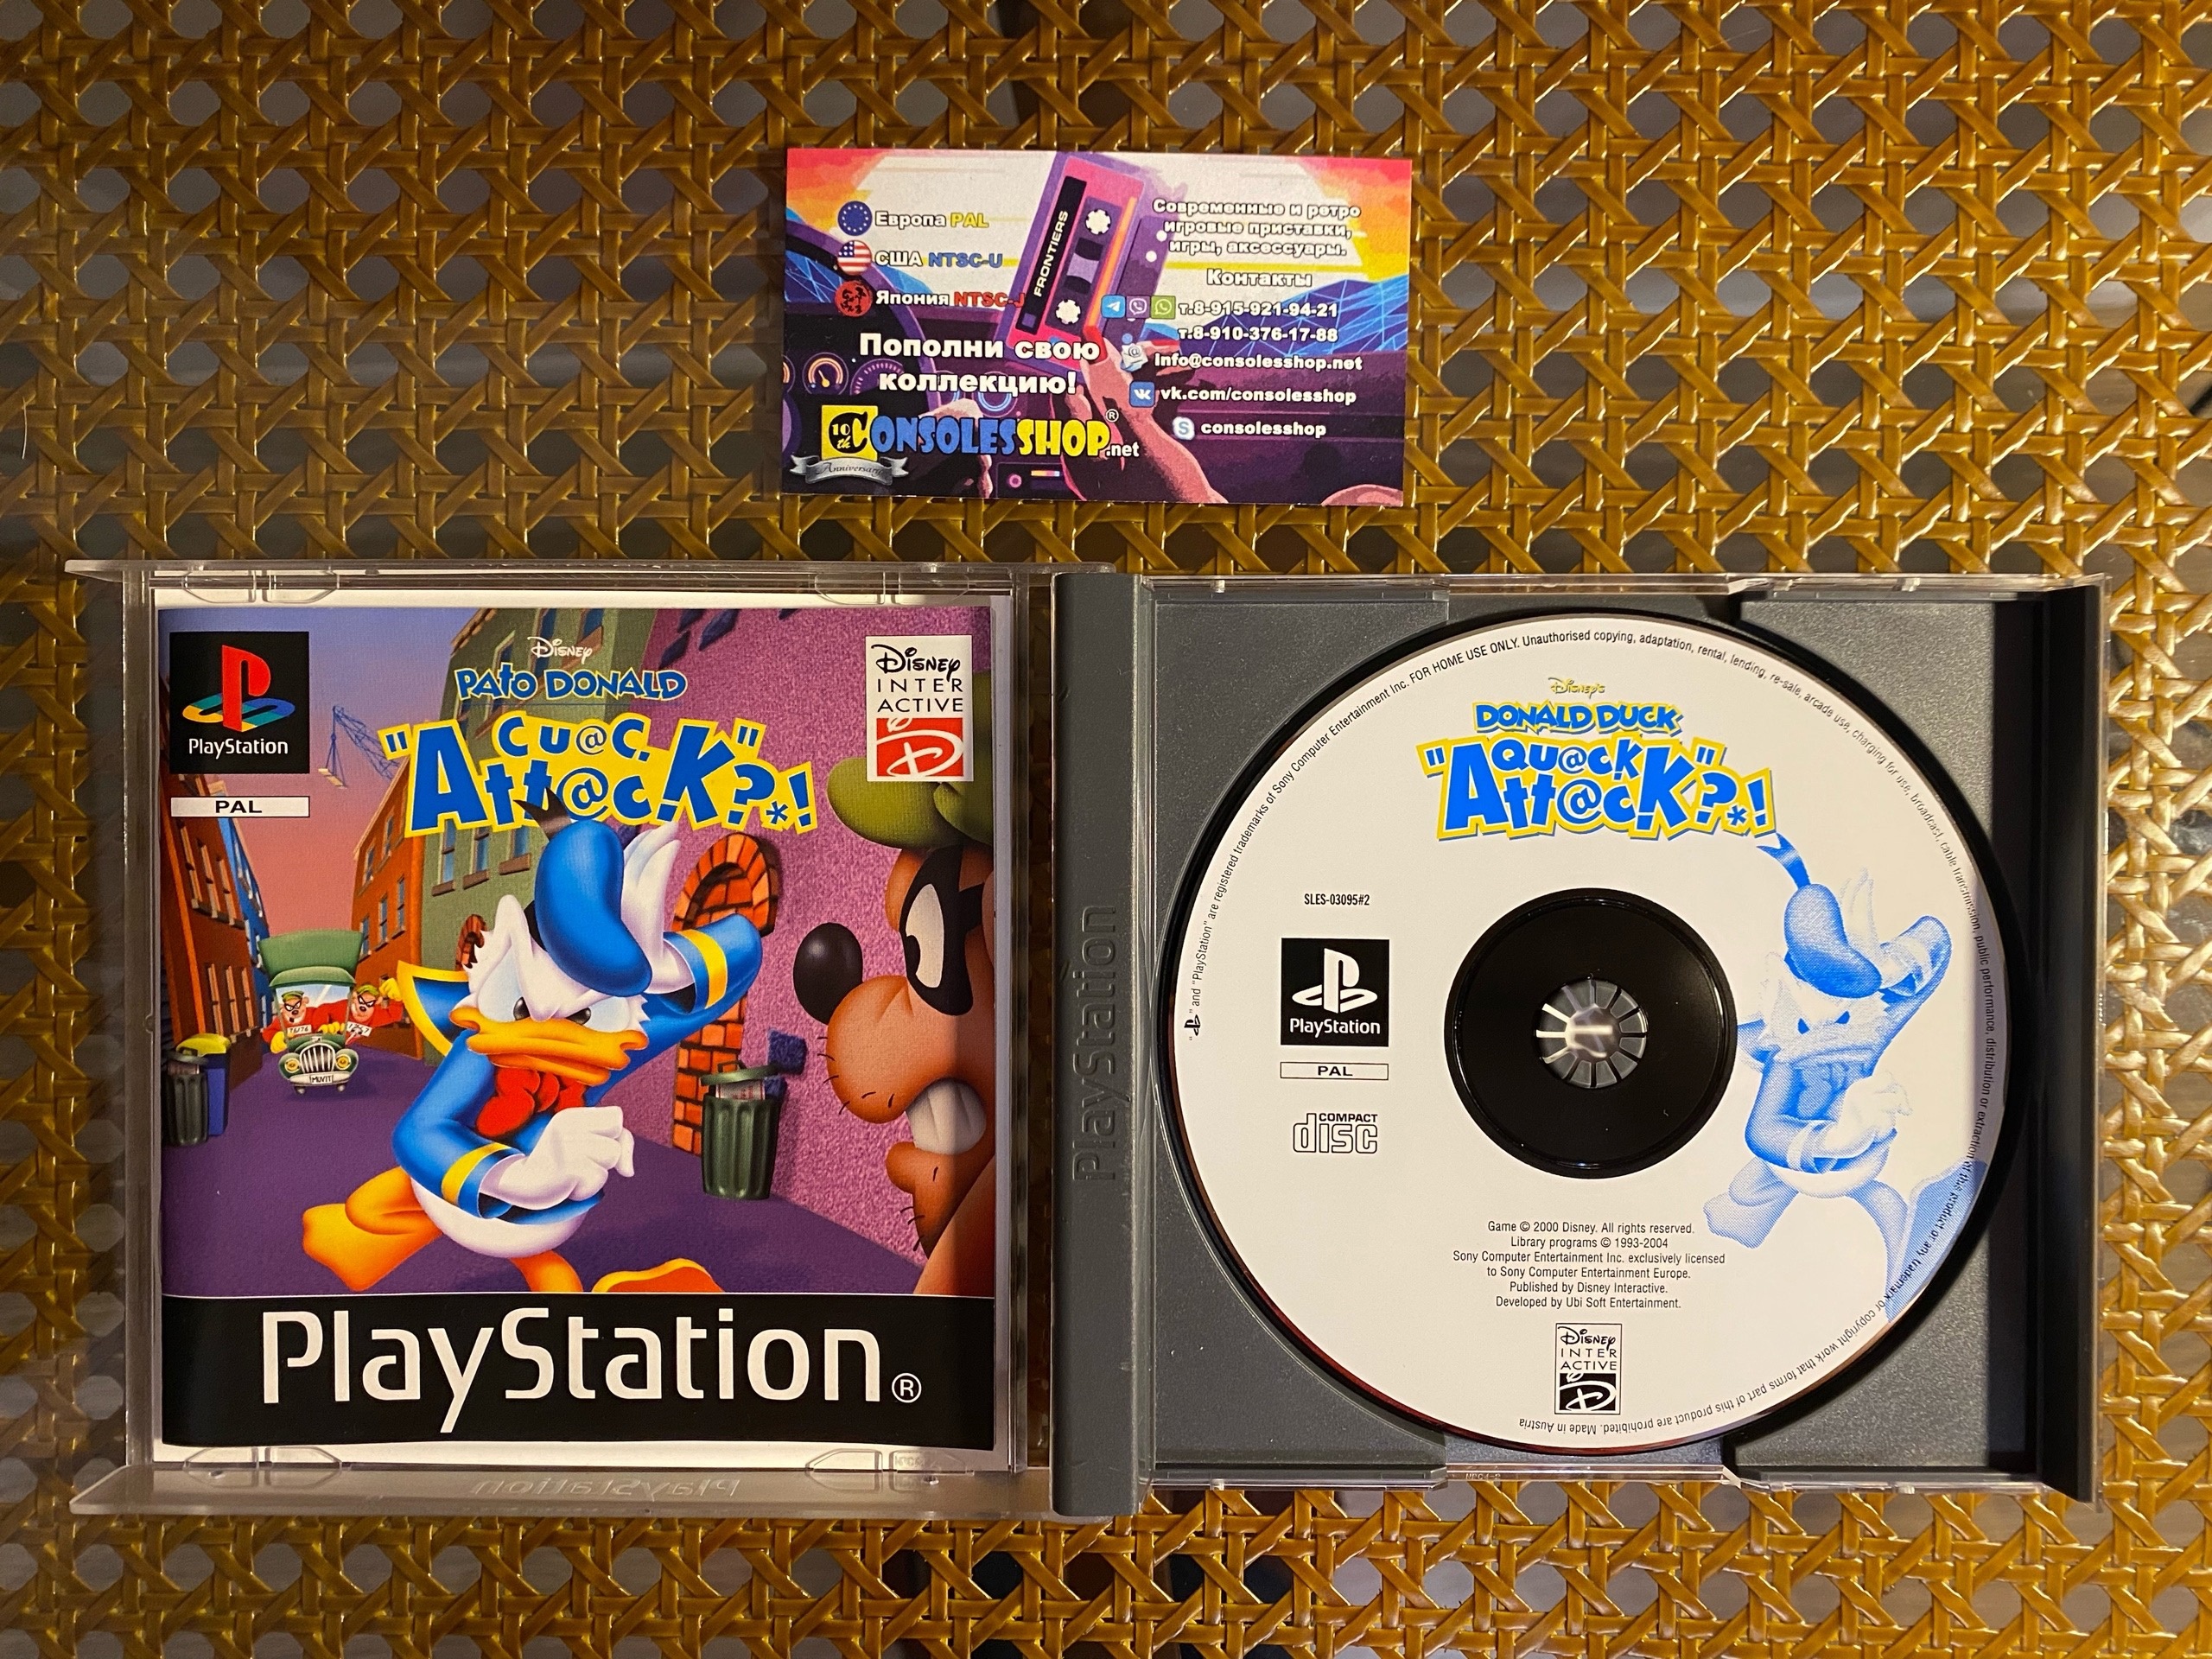 Европа PAL
США NTSC-U
Япония NTSC-J
Пополни свою
коллекцию!
10
th
Anniversary
CONSOLESSHOP.net
®
FRONTIERS
Современные и ретро
игровые приставки,
игры, аксессуары.
Контакты
т.8-915-921-94-21
т.8-910-376-17-88
info@consolesshop.net
vk.com/consolesshop
consolesshop
PlayStation
PAL
DISNEY
PATO DONALD
"CU@C.
Att@c.K"?*!
DISNEY
INTER
ACTIVE
MUVIT
PlayStation®
PlayStation
PlayStation
DISNEY'S
DONALD DUCK
"QU@CK
Att@c.K"?*!
SLES-03095#2
PlayStation
PAL
COMPACT
disc
Game © 2000 Disney. All rights reserved.
Library programs © 1993-2004
Sony Computer Entertainment Inc. exclusively licensed
to Sony Computer Entertainment Europe.
Published by Disney Interactive.
Developed by Ubi Soft Entertainment.
DISNEY
INTER
ACTIVE
" " and "PlayStation" are registered trademarks of Sony Computer Entertainment Inc. FOR HOME USE ONLY. Unauthorised copying, adaptation, rental, lending, re-sale, arcade use, charging for use, broadcast, cable transmission, public performance, distribution or extraction of this product or any trademark or copyright work that forms part of this product are prohibited. Made in Austria